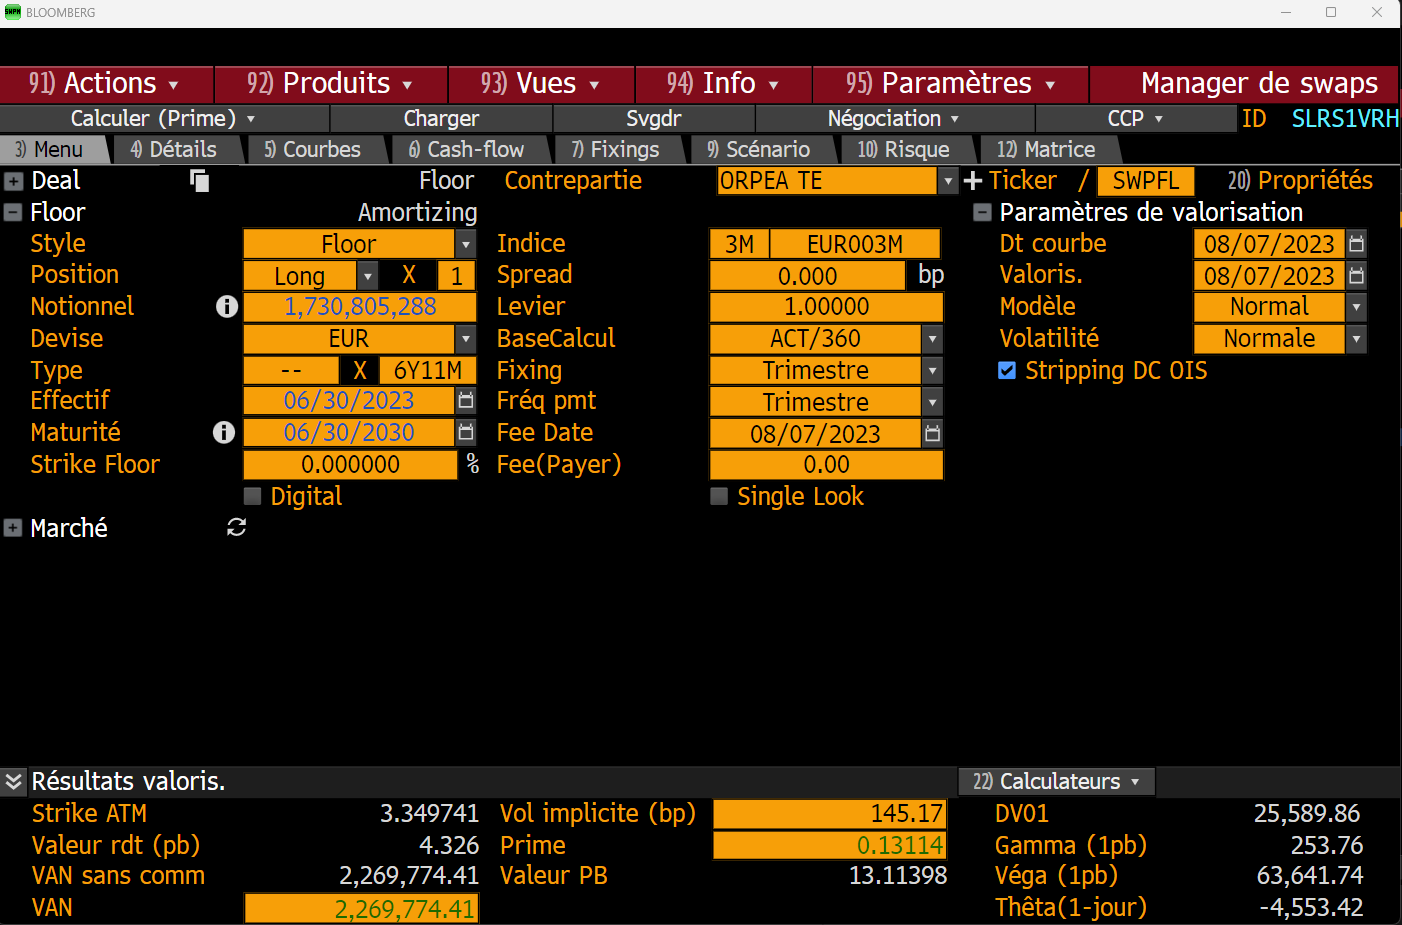 BLOOMBERG
91) Actions 92) Produits 93) Vues 94) Info 95) Paramètres Manager de swaps
Calculer (Prime) Charger Svgdr Négociation CCP ID SLRS1VRH
3) Menu 4) Détails 5) Courbes 6) Cash-flow 7) Fixings 9) Scénario 10) Risque 12) Matrice
Deal Floor Contrepartie ORPEA TE Ticker / SWPFL 20) Propriétés
Floor Amortizing Paramètres de valorisation
Style Floor Indice 3M EUR003M Dt courbe 08/07/2023
Position Long X 1 Spread 0.000 bp Valoris. 08/07/2023
Notionnel 1,730,805,288 Levier 1.00000 Modèle Normal
Devise EUR BaseCalcul ACT/360 Volatilité Normale
Type -- X 6Y11M Fixing Trimestre Stripping DC OIS
Effectif 06/30/2023 Fréq pmt Trimestre
Maturité 06/30/2030 Fee Date 08/07/2023
Strike Floor 0.000000 % Fee(Payer) 0.00
Digital Single Look
Marché
Résultats valoris. 22) Calculateurs
Strike ATM 3.349741 Vol implicite (bp) 145.17 DV01 25,589.86
Valeur rdt (pb) 4.326 Prime 0.13114 Gamma (1pb) 253.76
VAN sans comm 2,269,774.41 Valeur PB 13.11398 Véga (1pb) 63,641.74
VAN 2,269,774.41 Thêta(1-jour) -4,553.42